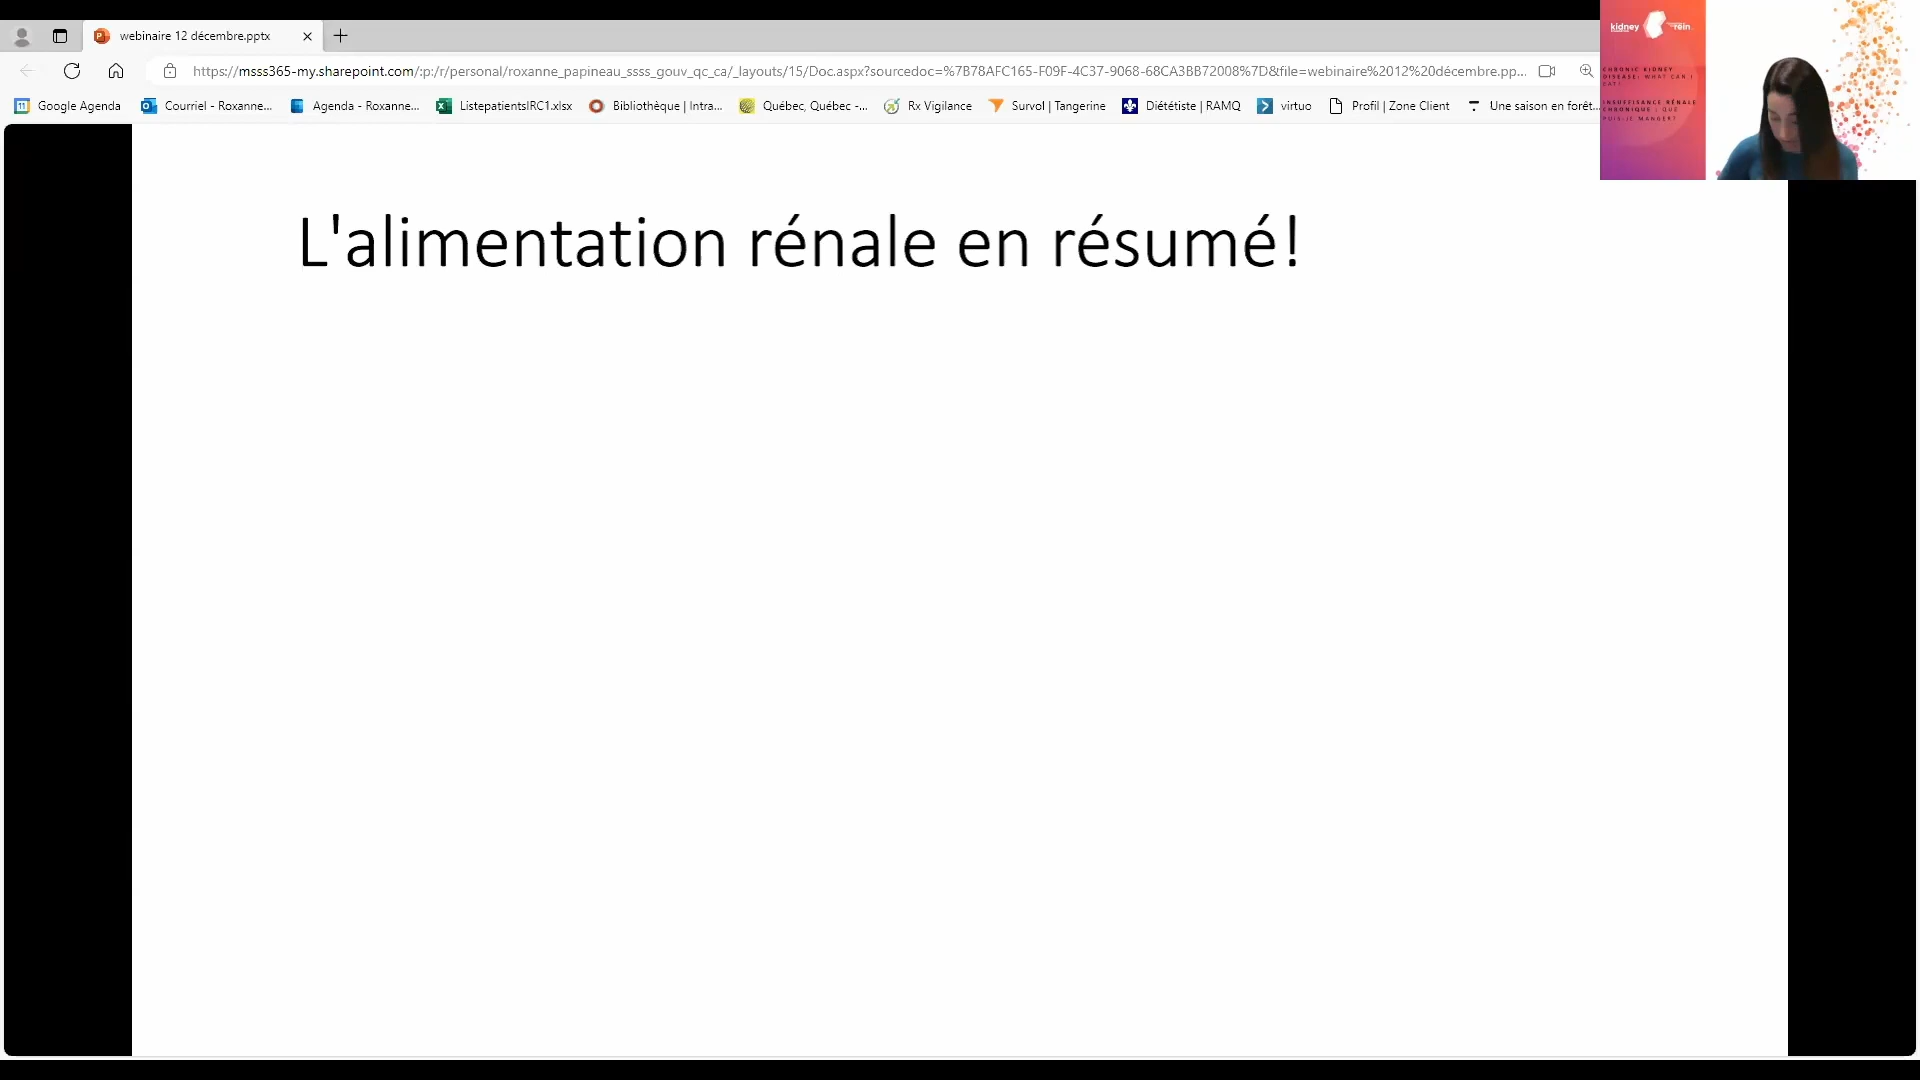 webinaire 12 décembre.pptx
https://msss365-my.sharepoint.com/:p:/r/personal/roxanne_papineau_ssss_gouv_qc_ca/_layouts/15/Doc.aspx?sourcedoc=%7B78AFC165-F09F-4C37-9068-68CA3BB72008%7D&file=webinaire%2012%20décembre.pp...
Google Agenda
Courriel - Roxanne...
Agenda - Roxanne...
ListepatientsIRC1.xlsx
Bibliothèque | Intra...
Québec, Québec -...
Rx Vigilance
Survol | Tangerine
Diététiste | RAMQ
virtuo
Profil | Zone Client
Une saison en forêt...
kidney
rein
CHRONIC KIDNEY
DISEASE: WHAT CAN I
EAT?
INSUFFISANCE RÉNALE
CHRONIQUE : QUE
PUIS-JE MANGER?
L'alimentation rénale en résumé!